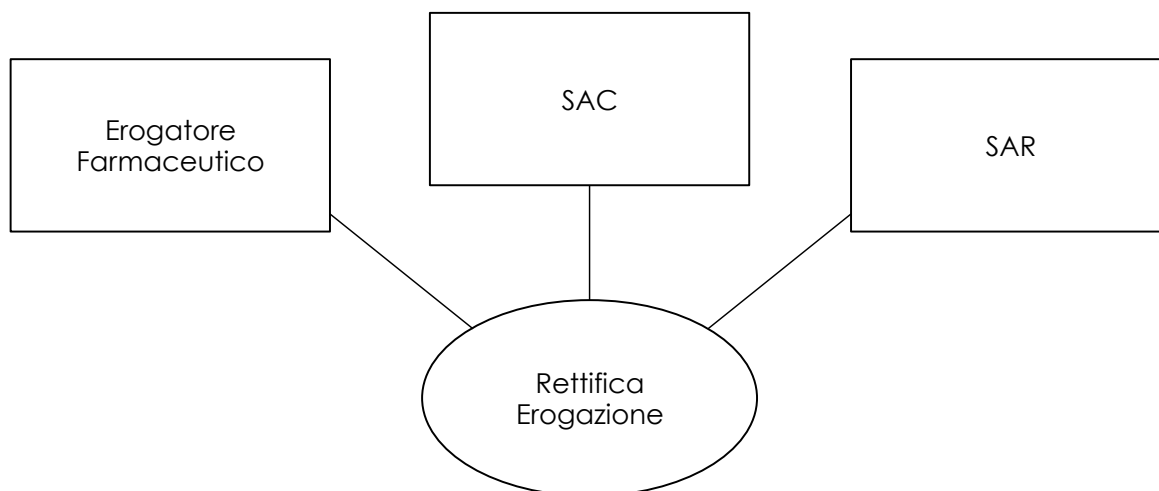 Erogatore
Farmaceutico
SAC
SAR
Rettifica
Erogazione